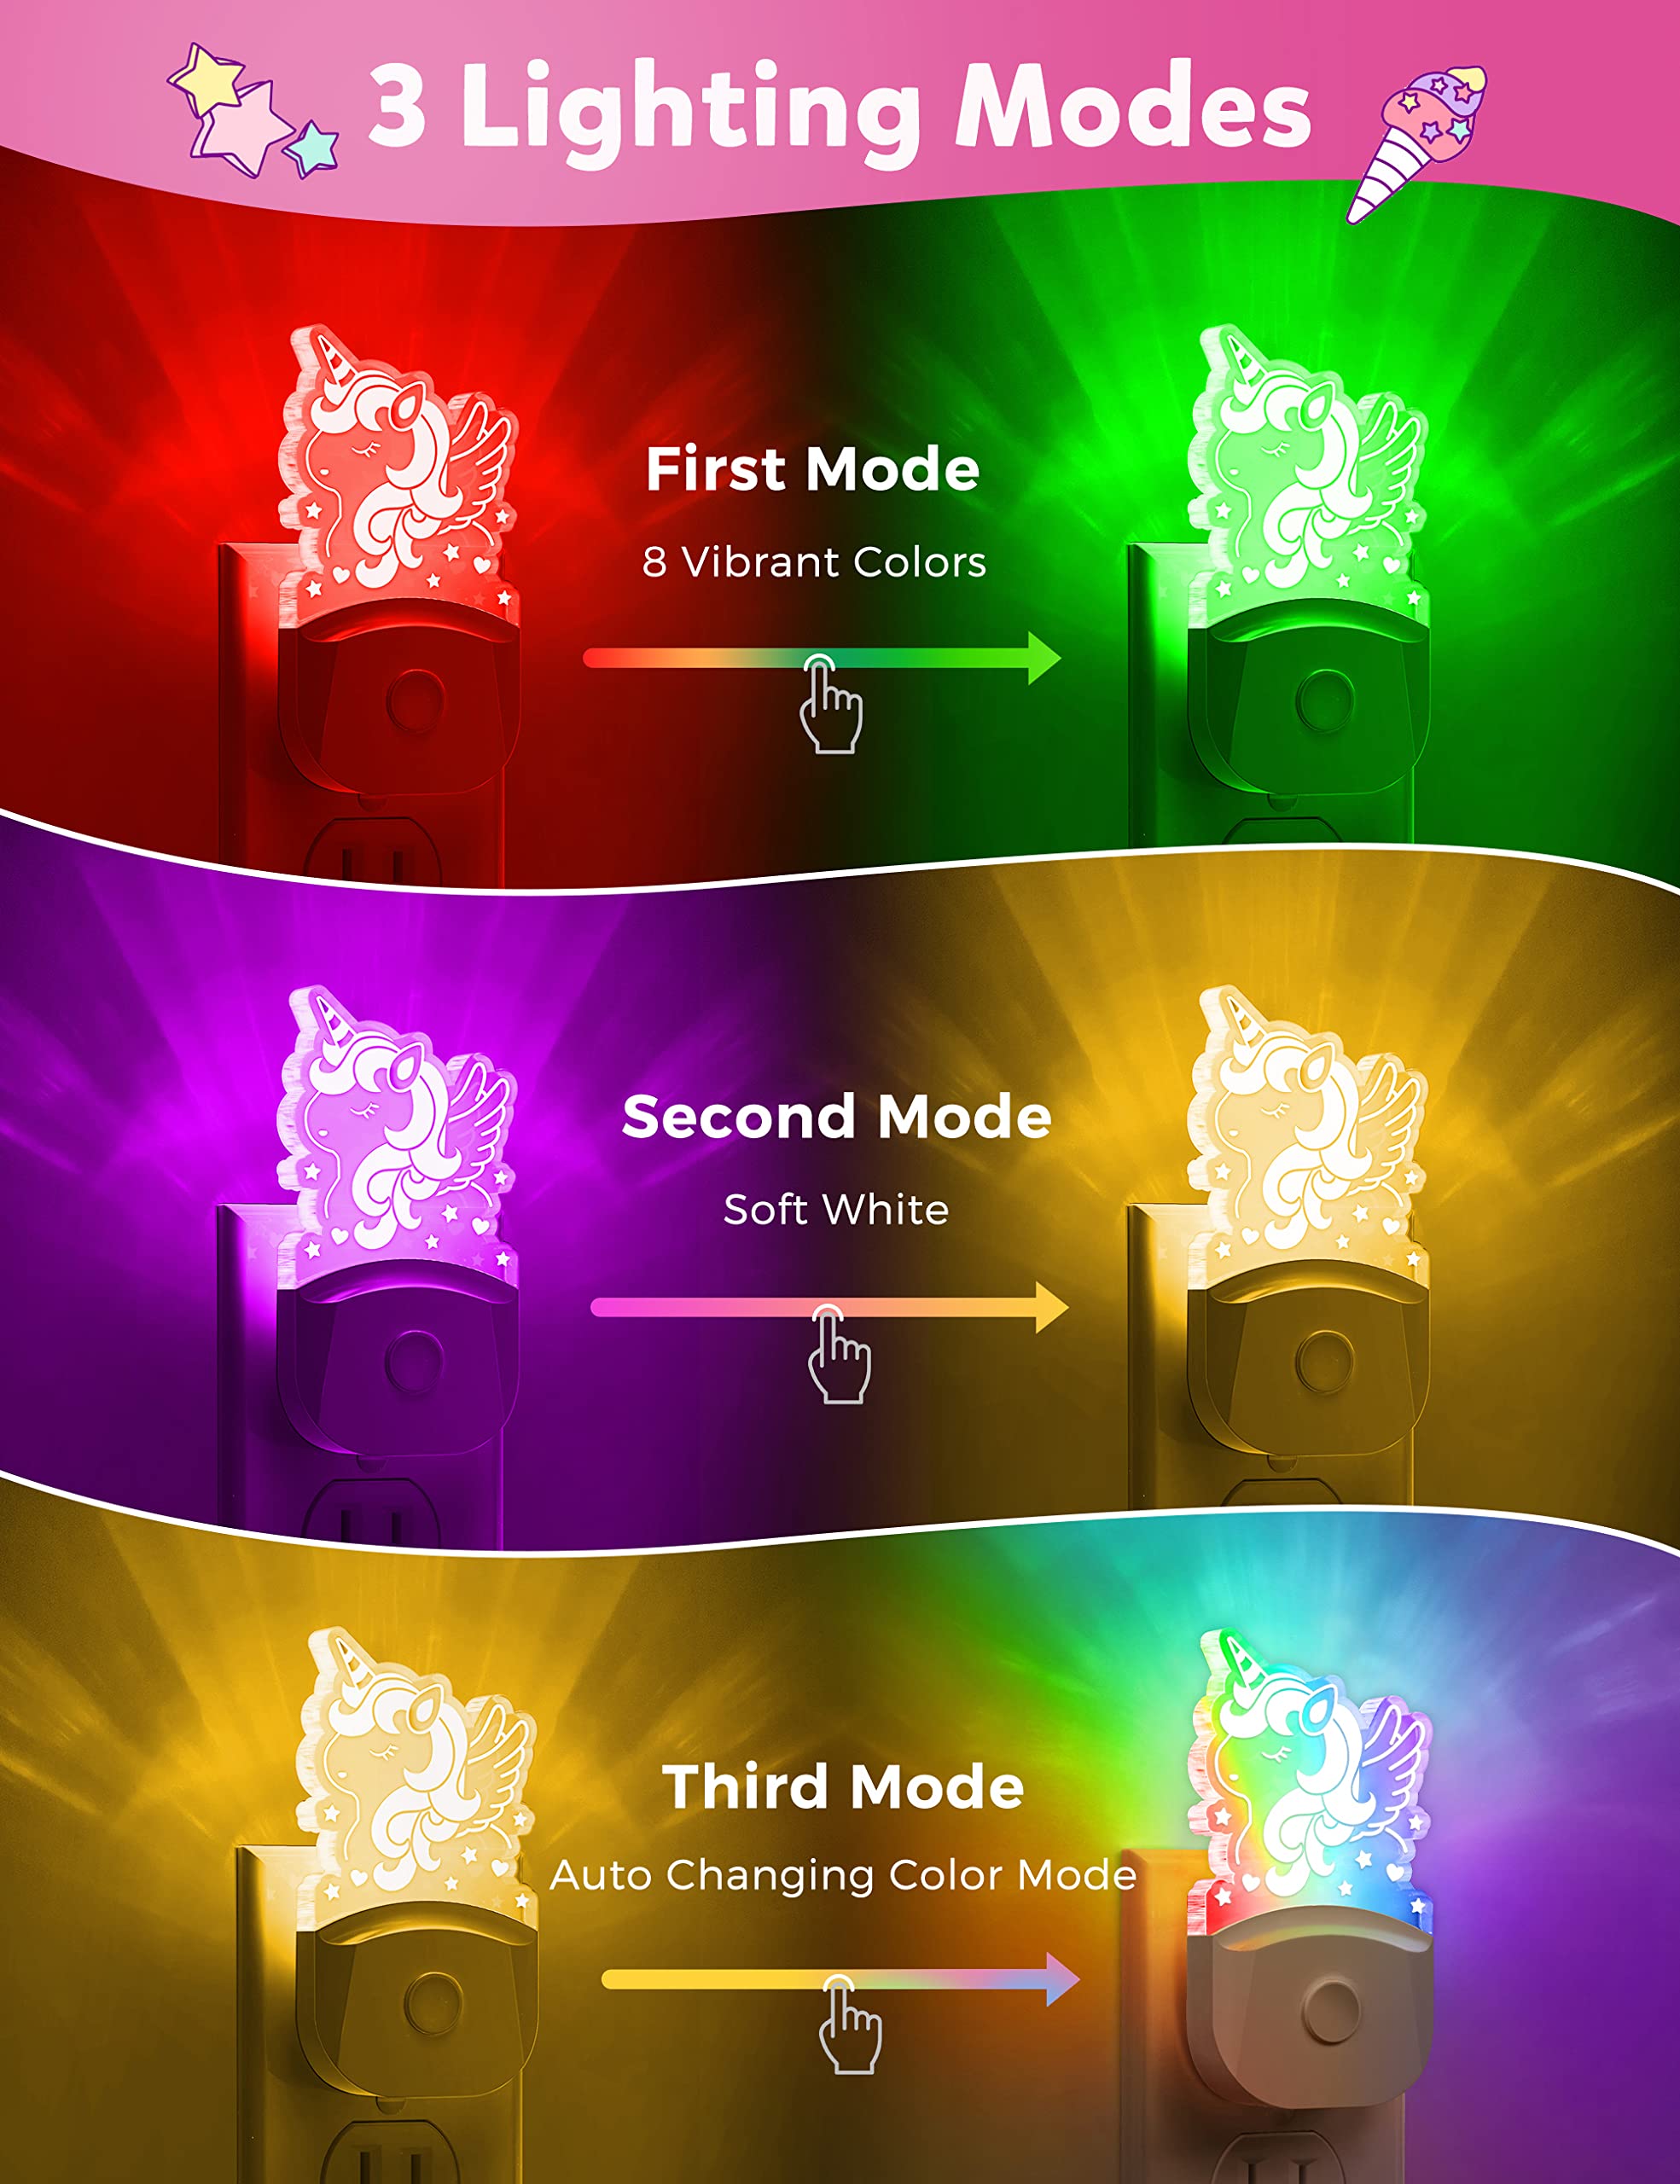 3 Lighting Modes
First Mode
8 Vibrant Colors
Second Mode
Soft White
Third Mode
Auto Changing Color Mode